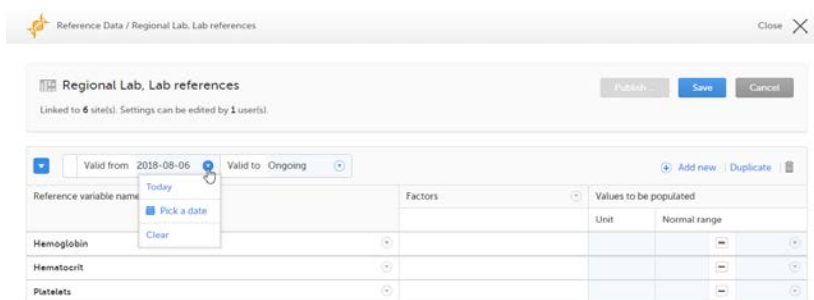 Reference Data / Regional Lab, Lab references
Close
Regional Lab, Lab references
Publish ...
Save
Cancel
Linked to 6 site(s). Settings can be edited by 1 user(s).
Valid from 2018-08-06
Valid to Ongoing
Add new
Duplicate
Today
Pick a date
Clear
Reference variable name
Factors
Values to be populated
Unit
Normal range
Hemoglobin
Hematocrit
Platelets